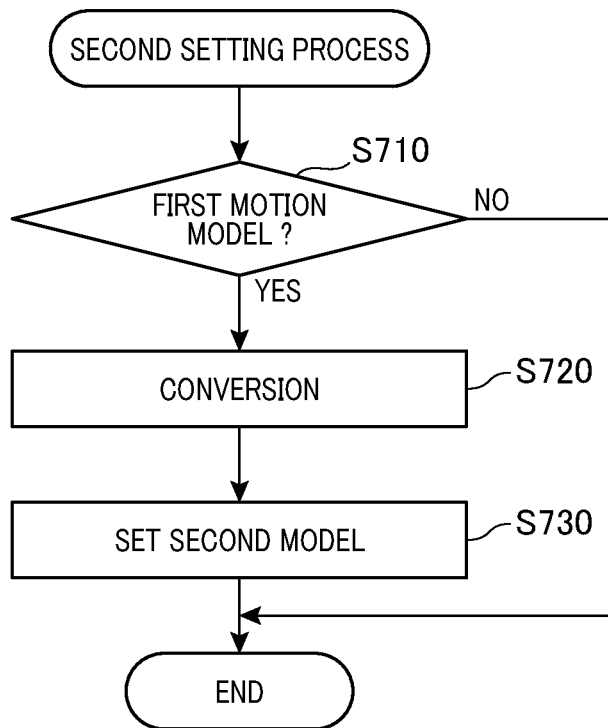 SECOND SETTING PROCESS
S710
FIRST MOTION
MODEL ?
NO
YES
CONVERSION
S720
SET SECOND MODEL
S730
END